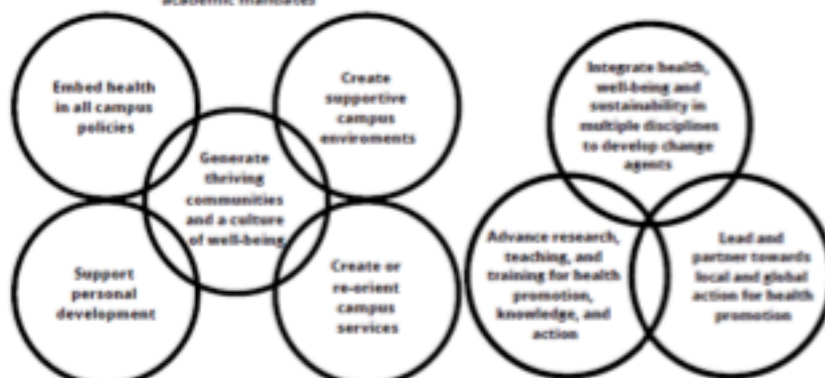 academic mandates
Embed health
in all campus
policies
Create
supportive
campus
enviroments
Generate
thriving
communities
and a culture
of well-being
Support
personal
development
Create or
re-orient
campus
services
Integrate health,
well-being and
sustainability in
multiple disciplines
to develop change
agents
Advance research,
teaching, and
training for health
promotion,
knowledge, and
action
Lead and
partner towards
local and global
action for health
promotion